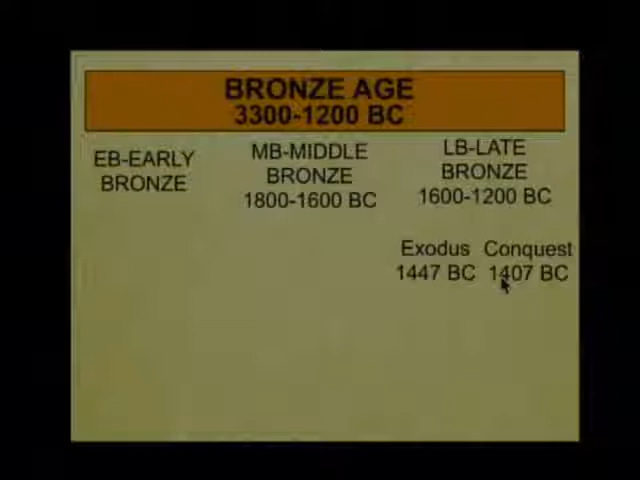 BRONZE AGE
3300-1200 BC
EB-EARLY
BRONZE
MB-MIDDLE
BRONZE
1800-1600 BC
LB-LATE
BRONZE
1600-1200 BC
Exodus Conquest
1447 BC 1407 BC